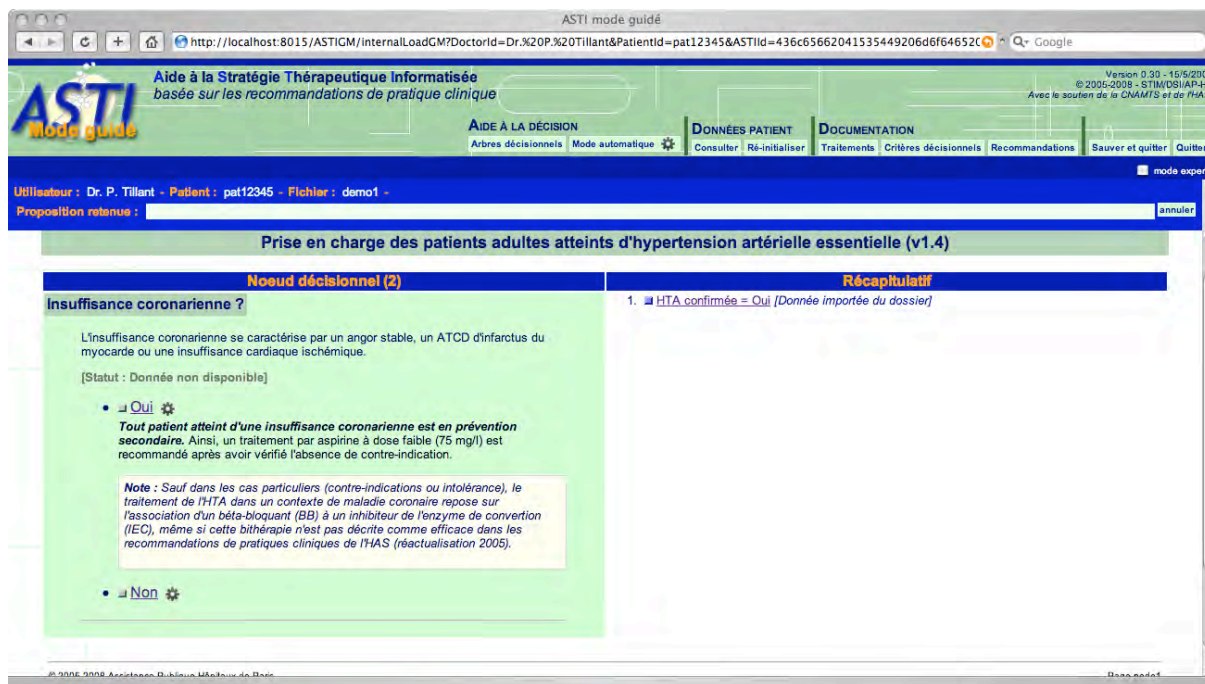 ASTI mode guidé
http://localhost:8015/ASTIGM/internalLoadGM?DoctorId=Dr.%20P.%20Tillant&PatientId=pat12345&ASTIId=436c65662041535449206d6f646520
Google
ASTI
Mode guidé
Aide à la Stratégie Thérapeutique Informatisée
basée sur les recommandations de pratique clinique
Version 0.30 - 15/5/200
© 2005-2008 - STIM/DSI/AP-H
Avec le soutien de la CNAMTS et de l'HA
AIDE À LA DÉCISION
Arbres décisionnels Mode automatique
DONNÉES PATIENT
Consulter Ré-initialiser
DOCUMENTATION
Traitements Critères décisionnels Recommandations
Sauver et quitter Quitter
mode exper
Utilisateur : Dr. P. Tillant - Patient : pat12345 - Fichier : demo1 -
Proposition retenue :
annuler
Prise en charge des patients adultes atteints d'hypertension artérielle essentielle (v1.4)
Noeud décisionnel (2)
Insuffisance coronarienne ?
L'insuffisance coronarienne se caractérise par un angor stable, un ATCD d'infarctus du
myocarde ou une insuffisance cardiaque ischémique.
[Statut : Donnée non disponible]
• Oui
Tout patient atteint d'une insuffisance coronarienne est en prévention
secondaire. Ainsi, un traitement par aspirine à dose faible (75 mg/l) est
recommandé après avoir vérifié l'absence de contre-indication.
Note : Sauf dans les cas particuliers (contre-indications ou intolérance), le
traitement de l'HTA dans un contexte de maladie coronaire repose sur
l'association d'un béta-bloquant (BB) à un inhibiteur de l'enzyme de convertion
(IEC), même si cette bithérapie n'est pas décrite comme efficace dans les
recommandations de pratiques cliniques de l'HAS (réactualisation 2005).
• Non
Récapitulatif
1. HTA confirmée = Oui [Donnée importée du dossier]
© 2005-2008 Assistance Publique Hôpitaux de Paris
Page node1